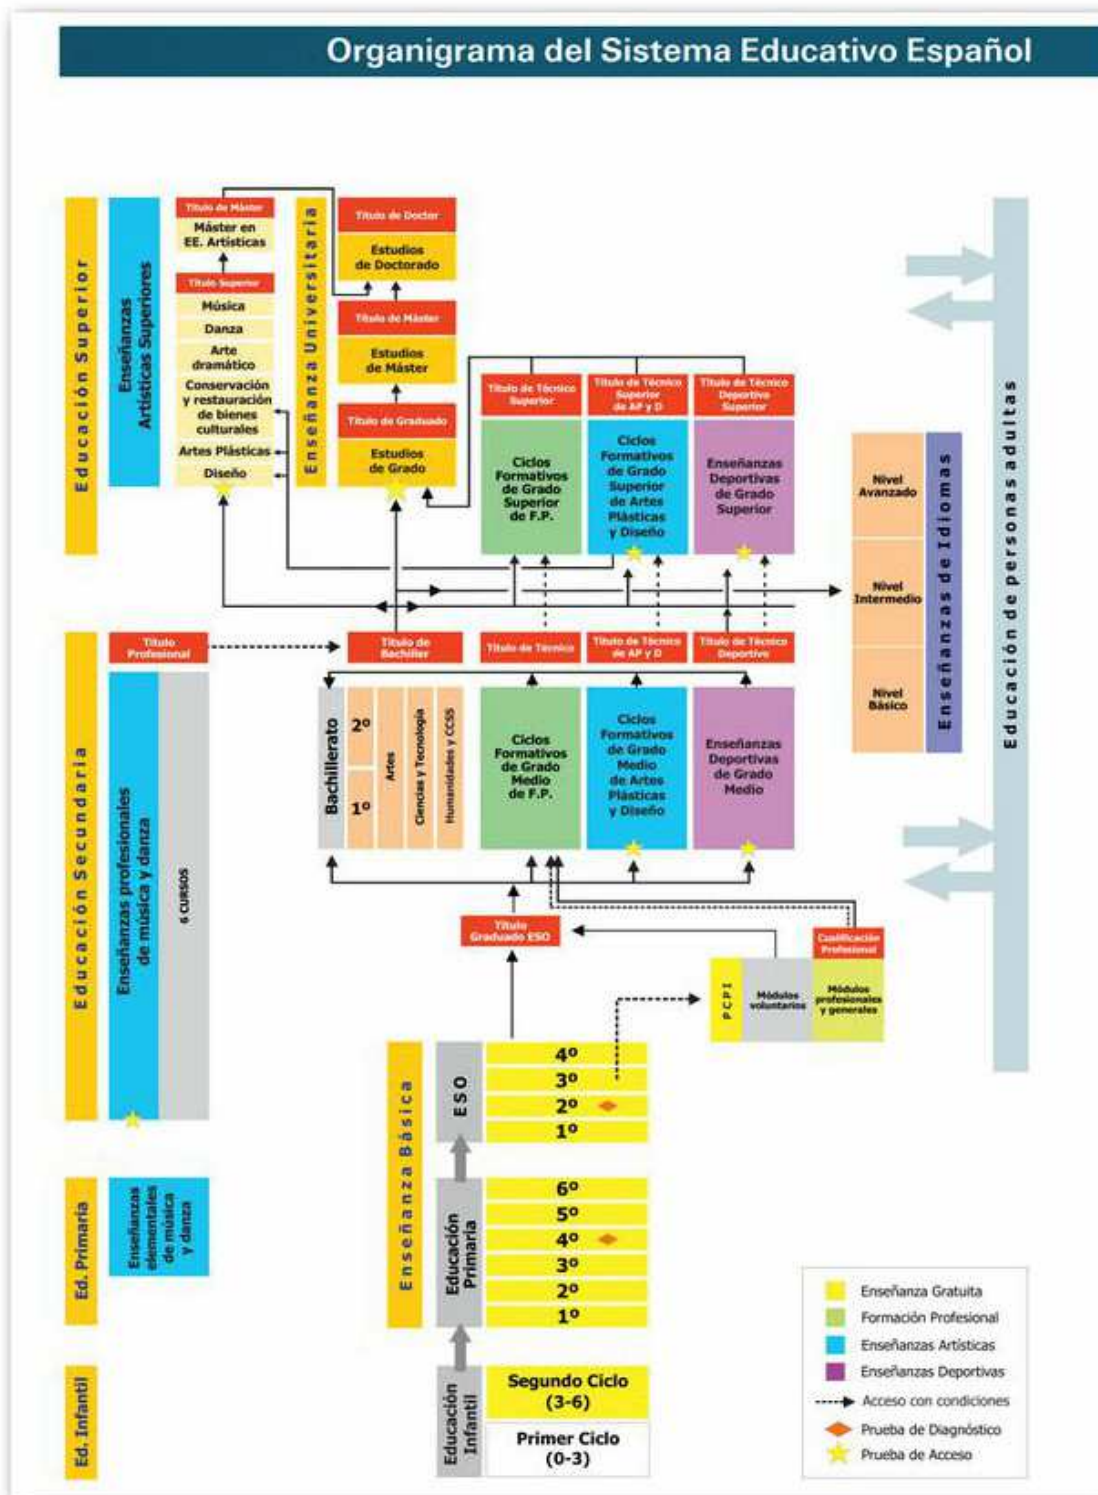 Organigrama del Sistema Educativo Español
Educación Superior
Enseñanzas
Artísticas Superiores
Título de Máster
Máster en
EE. Artísticas
Título Superior
Música
Danza
Arte
dramático
Conservación
y restauración
de bienes
culturales
Artes Plásticas
Diseño
Enseñanza Universitaria
Título de Doctor
Estudios
de Doctorado
Título de Máster
Estudios
de Máster
Título de Graduado
Estudios
de Grado
Título de Técnico
Superior
Ciclos
Formativos
de Grado
Superior
de F.P.
Título de Técnico
Superior
de AP y D
Ciclos
Formativos
de Grado
Superior
de Artes
Plásticas
y Diseño
Título de Técnico
Deportivo
Superior
Enseñanzas
Deportivas
de Grado
Superior
Nivel
Avanzado
Nivel
Intermedio
Nivel
Básico
Enseñanzas de Idiomas
Educación de personas adultas
Educación Secundaria
Título
Profesional
Enseñanzas profesionales
de música y danza
6 CURSOS
Título de
Bachiller
Bachillerato
2º
1º
Artes
Ciencias y Tecnología
Humanidades y CCSS
Título de Técnico
Ciclos
Formativos
de Grado
Medio
de F.P.
Título de Técnico
de AP y D
Ciclos
Formativos
de Grado
Medio
de Artes
Plásticas
y Diseño
Título de Técnico
Deportivo
Enseñanzas
Deportivas
de Grado
Medio
Título
Graduado ESO
Cualificación
Profesional
PCPI
Módulos
voluntarios
Módulos
profesionales
y generales
Enseñanza Básica
ESO
4º
3º
2º
1º
Ed. Primaria
Enseñanzas
elementales
de música
y danza
Educación
Primaria
6º
5º
4º
3º
2º
1º
Ed. Infantil
Educación
Infantil
Segundo Ciclo
(3-6)
Primer Ciclo
(0-3)
Enseñanza Gratuita
Formación Profesional
Enseñanzas Artísticas
Enseñanzas Deportivas
Acceso con condiciones
Prueba de Diagnóstico
Prueba de Acceso